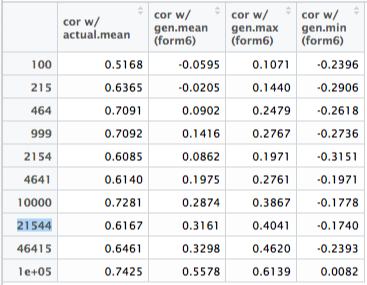 cor w/ actual.mean cor w/ gen.mean (form6) cor w/ gen.max (form6) cor w/ gen.min (form6)
100 0.5168 -0.0595 0.1071 -0.2396
215 0.6365 -0.0205 0.1440 -0.2906
464 0.7091 0.0902 0.2479 -0.2618
999 0.7092 0.1416 0.2767 -0.2736
2154 0.6085 0.0862 0.1971 -0.3151
4641 0.6140 0.1975 0.2761 -0.1971
10000 0.7281 0.2874 0.3867 -0.1778
21544 0.6167 0.3161 0.4041 -0.1740
46415 0.6461 0.3298 0.4620 -0.2393
1e+05 0.7425 0.5578 0.6139 0.0082